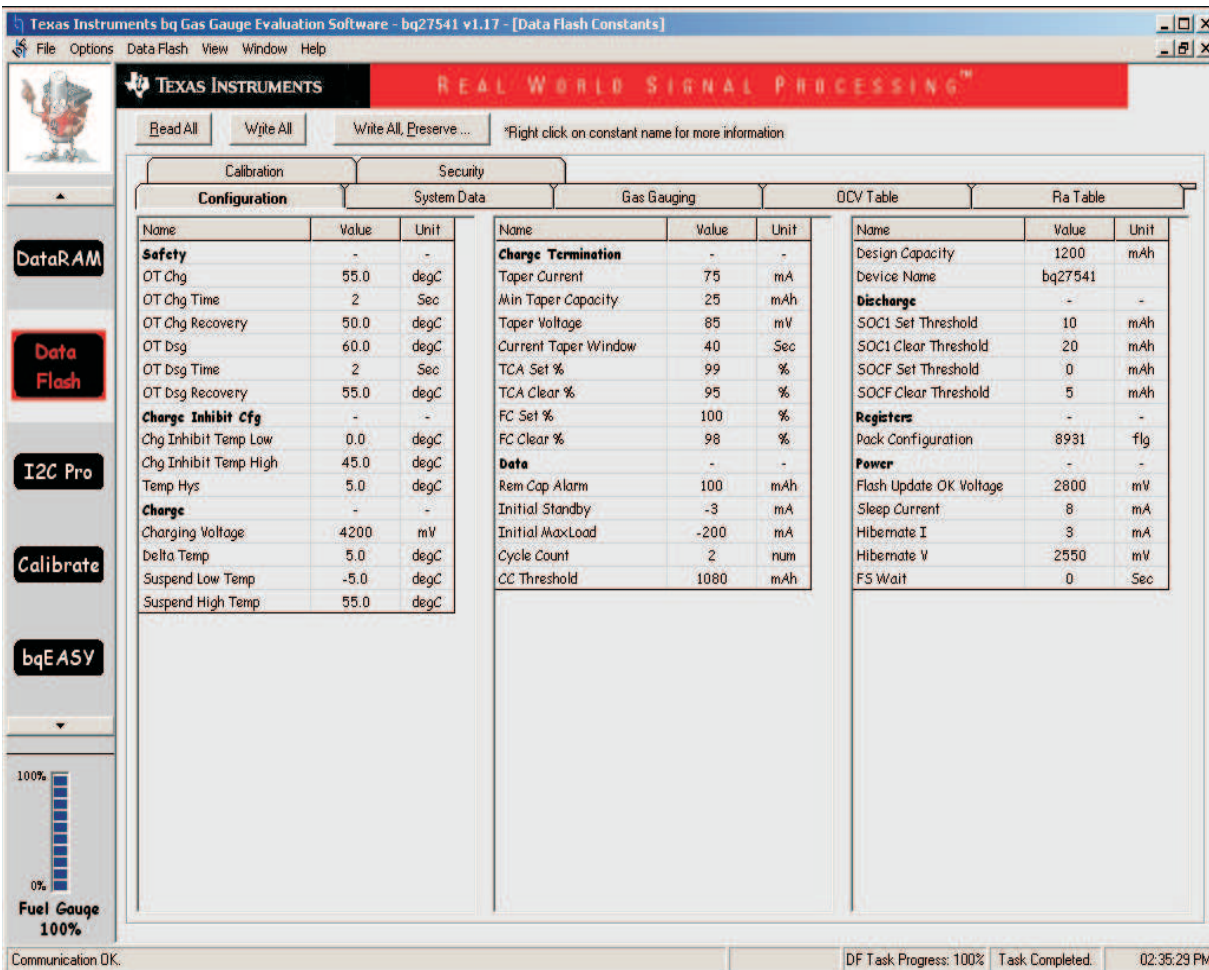 Texas Instruments bq Gas Gauge Evaluation Software - bq27541 v1.17 - [Data Flash Constants]
File Options Data Flash View Window Help
TEXAS INSTRUMENTS
REAL WORLD SIGNAL PROCESSING™
Read All Write All Write All, Preserve ... *Right click on constant name for more information
Calibration Security
Configuration System Data Gas Gauging OCV Table Ra Table
DataRAM
Data
Flash
I2C Pro
Calibrate
bqEASY
Name Value Unit
Safety - -
OT Chg 55.0 degC
OT Chg Time 2 Sec
OT Chg Recovery 50.0 degC
OT Dsg 60.0 degC
OT Dsg Time 2 Sec
OT Dsg Recovery 55.0 degC
Charge Inhibit Cfg - -
Chg Inhibit Temp Low 0.0 degC
Chg Inhibit Temp High 45.0 degC
Temp Hys 5.0 degC
Charge - -
Charging Voltage 4200 mV
Delta Temp 5.0 degC
Suspend Low Temp -5.0 degC
Suspend High Temp 55.0 degC
Name Value Unit
Charge Termination - -
Taper Current 75 mA
Min Taper Capacity 25 mAh
Taper Voltage 85 mV
Current Taper Window 40 Sec
TCA Set % 99 %
TCA Clear % 95 %
FC Set % 100 %
FC Clear % 98 %
Data - -
Rem Cap Alarm 100 mAh
Initial Standby -3 mA
Initial MaxLoad -200 mA
Cycle Count 2 num
CC Threshold 1080 mAh
Name Value Unit
Design Capacity 1200 mAh
Device Name bq27541
Discharge - -
SOC1 Set Threshold 10 mAh
SOC1 Clear Threshold 20 mAh
SOCF Set Threshold 0 mAh
SOCF Clear Threshold 5 mAh
Registers - -
Pack Configuration 8931 flg
Power - -
Flash Update OK Voltage 2800 mV
Sleep Current 8 mA
Hibernate I 3 mA
Hibernate V 2550 mV
FS Wait 0 Sec
100%
0%
Fuel Gauge
100%
Communication OK. DF Task Progress: 100% Task Completed. 02:35:29 PM